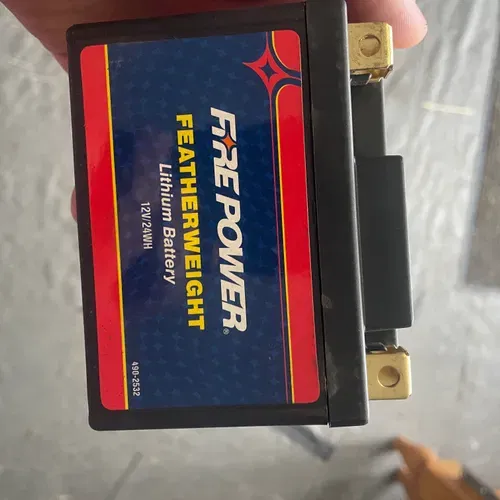 FIRE POWER®
FEATHERWEIGHT
Lithium Battery
12V/24WH
490-2532